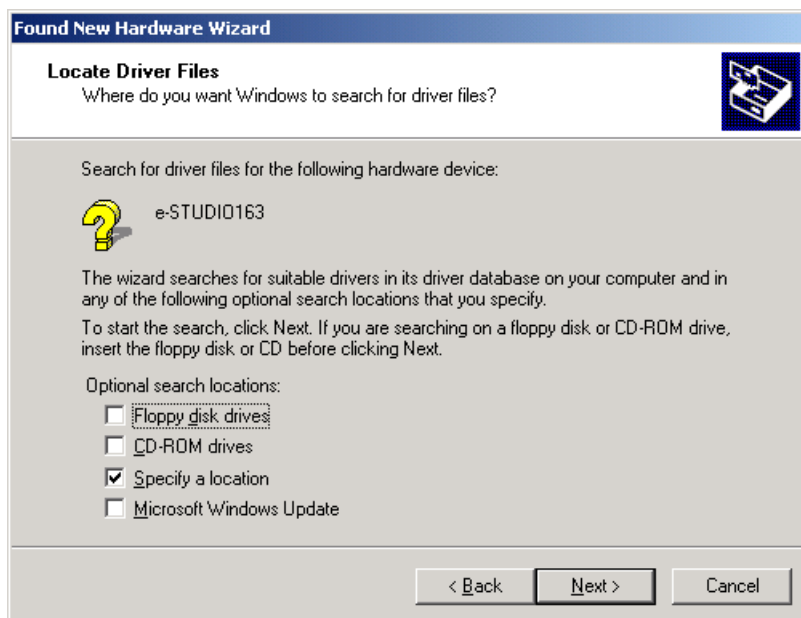 Found New Hardware Wizard
Locate Driver Files
Where do you want Windows to search for driver files?
Search for driver files for the following hardware device:
e-STUDIO163
The wizard searches for suitable drivers in its driver database on your computer and in
any of the following optional search locations that you specify.
To start the search, click Next. If you are searching on a floppy disk or CD-ROM drive,
insert the floppy disk or CD before clicking Next.
Optional search locations:
Floppy disk drives
CD-ROM drives
Specify a location
Microsoft Windows Update
< Back Next > Cancel